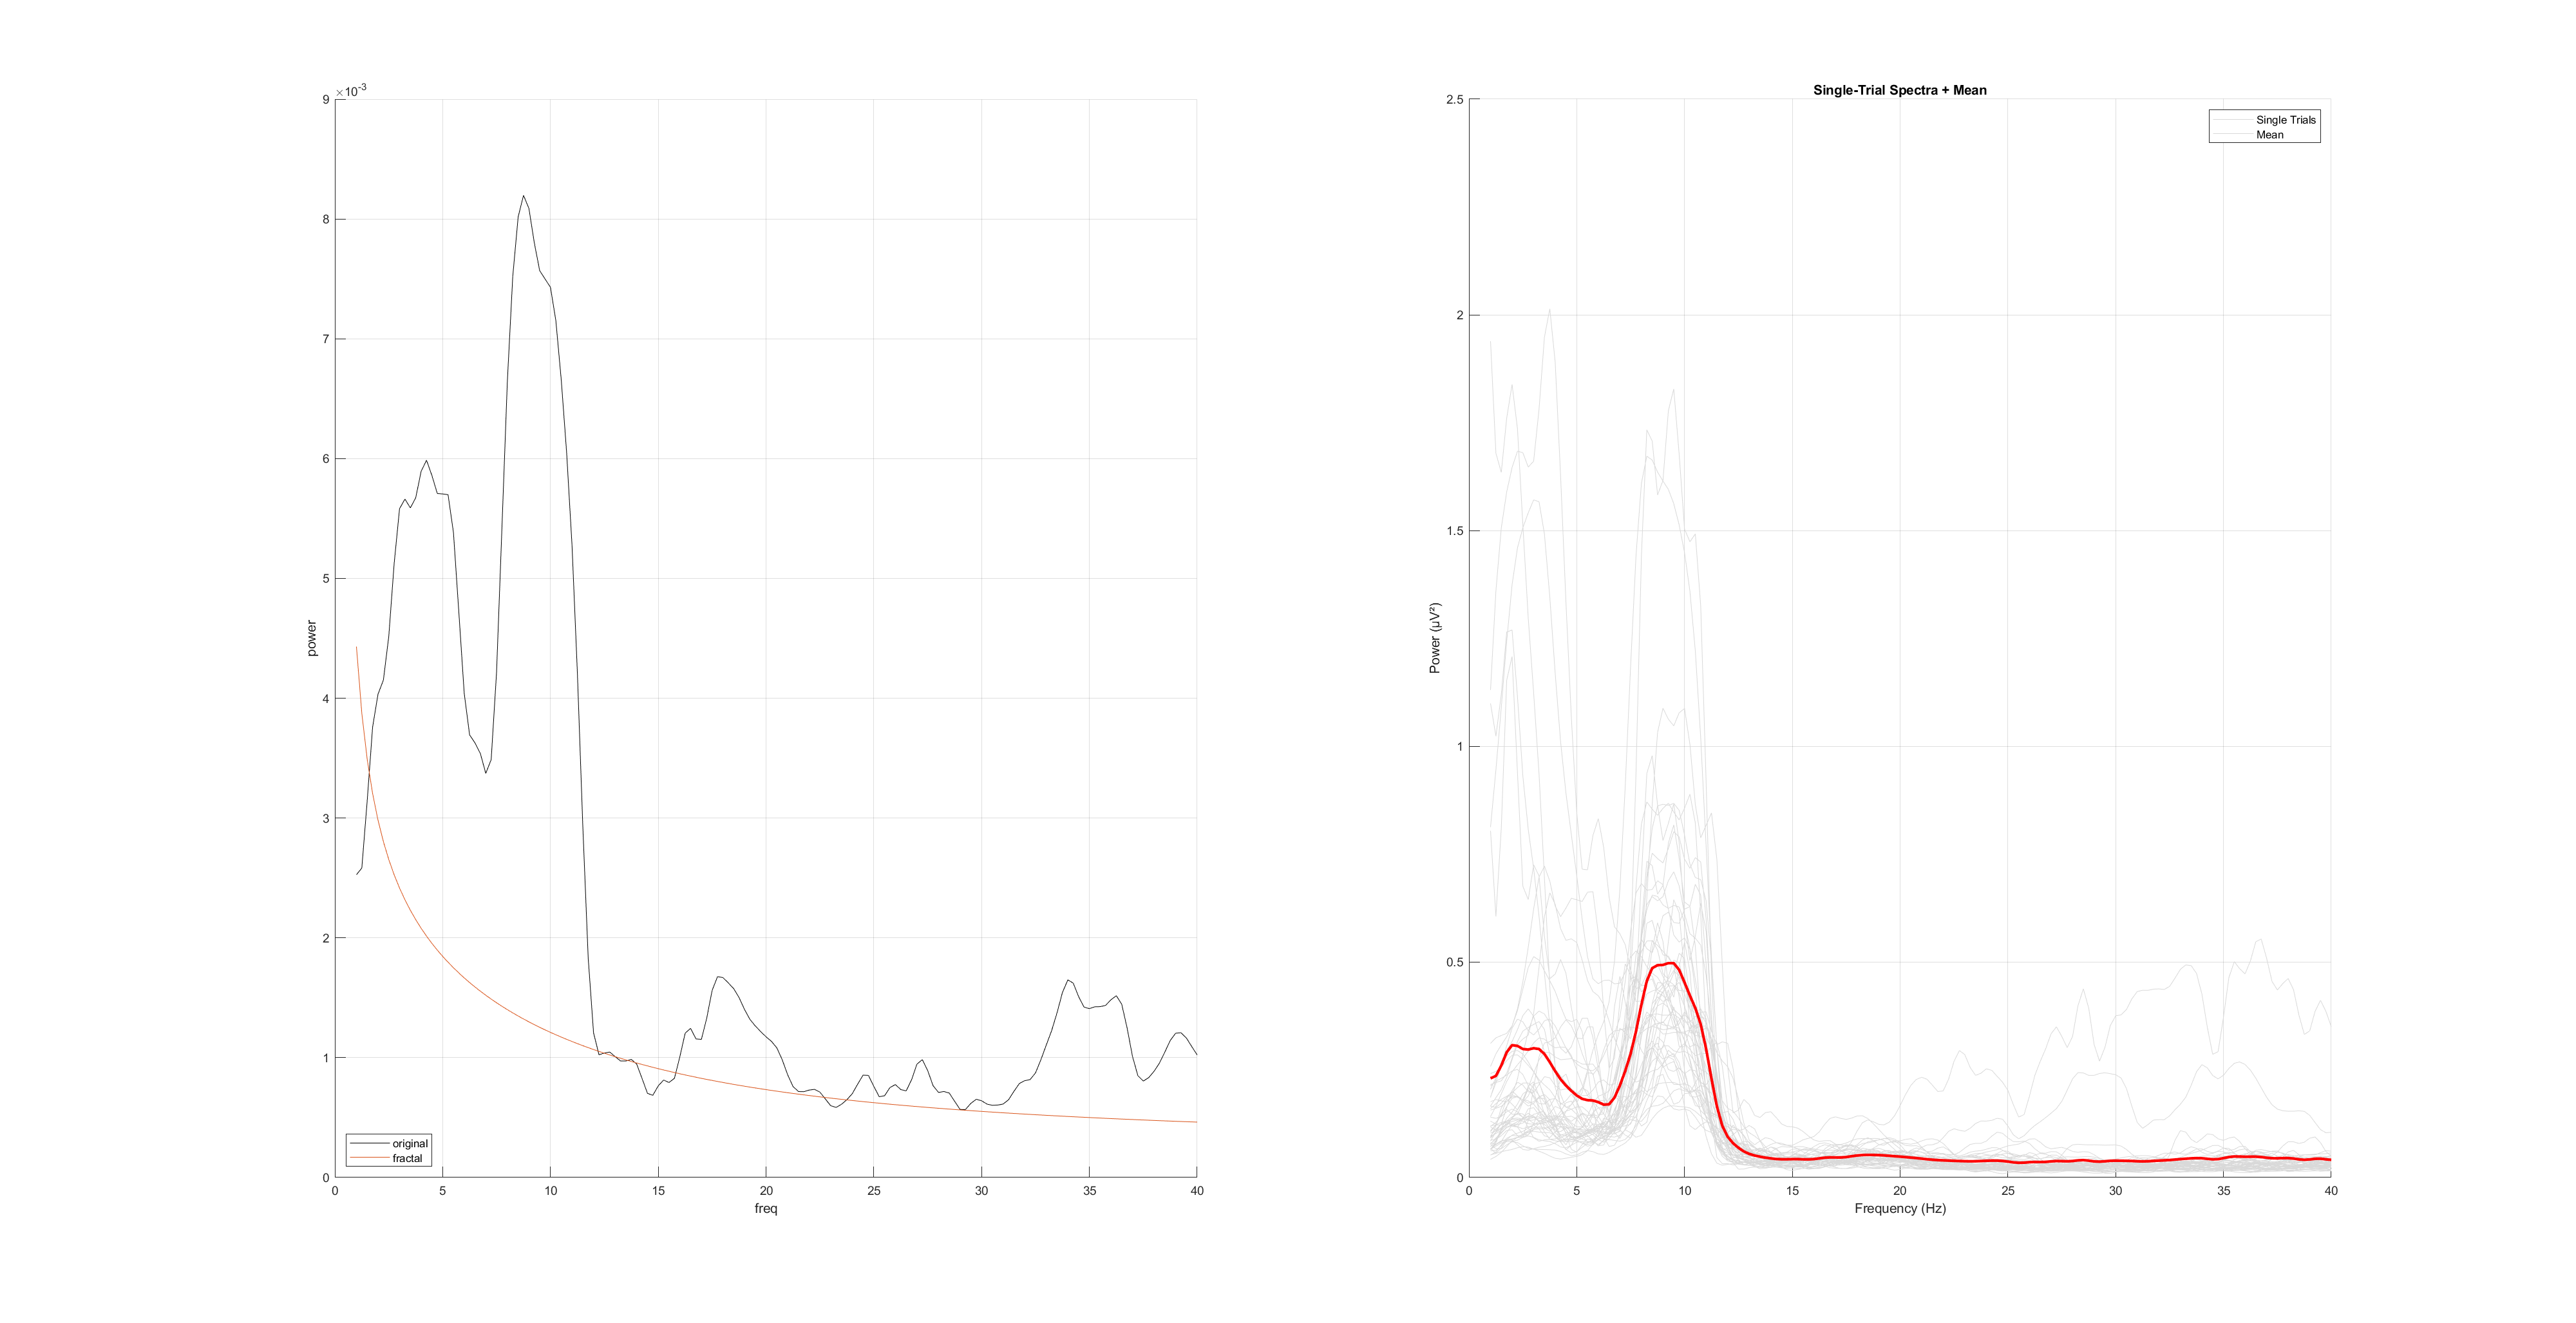 ×10-3
9
8
7
6
5
4
3
2
1
0
power
0 5 10 15 20 25 30 35 40
freq
original
fractal
Single-Trial Spectra + Mean
2.5
2
1.5
1
0.5
0
Power (µV²)
0 5 10 15 20 25 30 35 40
Frequency (Hz)
Single Trials
Mean